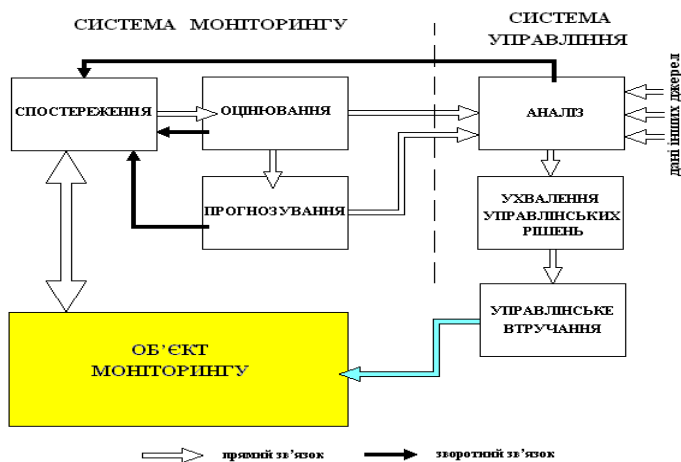 СИСТЕМА МОНІТОРИНГУ
СИСТЕМА
УПРАВЛІННЯ
СПОСТЕРЕЖЕННЯ
ОЦІНЮВАННЯ
АНАЛІЗ
дані інших джерел
ПРОГНОЗУВАННЯ
УХВАЛЕННЯ
УПРАВЛІНСЬКИХ
РІШЕНЬ
УПРАВЛІНСЬКЕ
ВТРУЧАННЯ
ОБ’ЄКТ
МОНІТОРИНГУ
прямий зв’язок
зворотний зв’язок